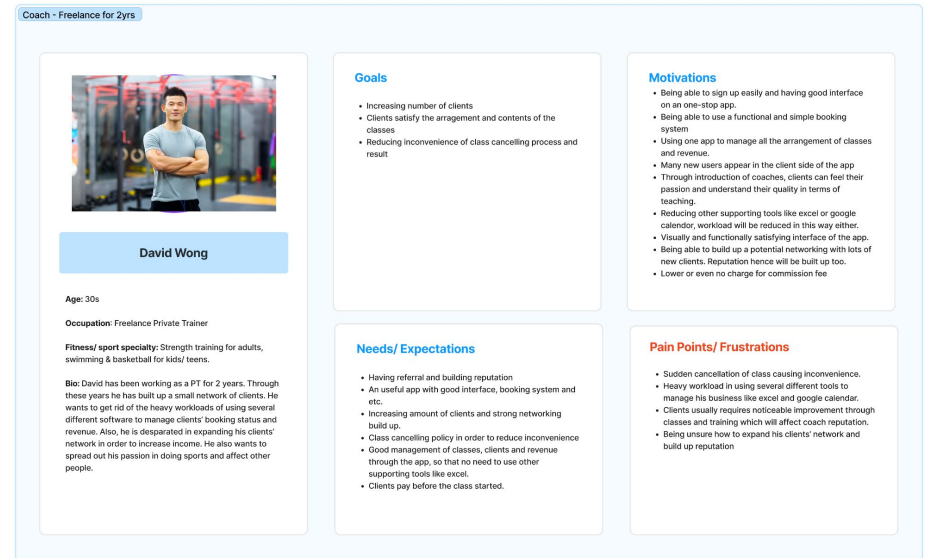 Coach - Freelance for 2yrs
David Wong
Age: 30s
Occupation: Freelance Private Trainer
Fitness/ sport specialty: Strength training for adults,
swimming & basketball for kids/ teens.
Bio: David has been working as a PT for 2 years. Through
these years he has built up a small network of clients. He
wants to get rid of the heavy workloads of using several
different software to manage clients' booking status and
revenue. Also, he is desparated in expanding his clients'
network in order to increase income. He also wants to
spread out his passion in doing sports and affect other
people.
Goals
• Increasing number of clients
• Clients satisfy the arragement and contents of the
classes
• Reducing inconvenience of class cancelling process and
result
Motivations
• Being able to sign up easily and having good interface
on an one-stop app.
• Being able to use a functional and simple booking
system
• Using one app to manage all the arrangement of classes
and revenue.
• Many new users appear in the client side of the app
• Through introduction of coaches, clients can feel their
passion and understand their quality in terms of
teaching.
• Reducing other supporting tools like excel or google
calendor, workload will be reduced in this way either.
• Visually and functionally satisfying interface of the app.
• Being able to build up a potential networking with lots of
new clients. Reputation hence will be built up too.
• Lower or even no charge for commission fee
Needs/ Expectations
• Having referral and building reputation
• An useful app with good interface, booking system and
etc.
• Increasing amount of clients and strong networking
build up.
• Class cancelling policy in order to reduce inconvenience
• Good management of classes, clients and revenue
through the app, so that no need to use other
supporting tools like excel.
• Clients pay before the class started.
Pain Points/ Frustrations
• Sudden cancellation of class causing inconvenience.
• Heavy workload in using several different tools to
manage his business like excel and google calendar.
• Clients usually requires noticeable improvement through
classes and training which will affect coach reputation.
• Being unsure how to expand his clients' network and
build up reputation